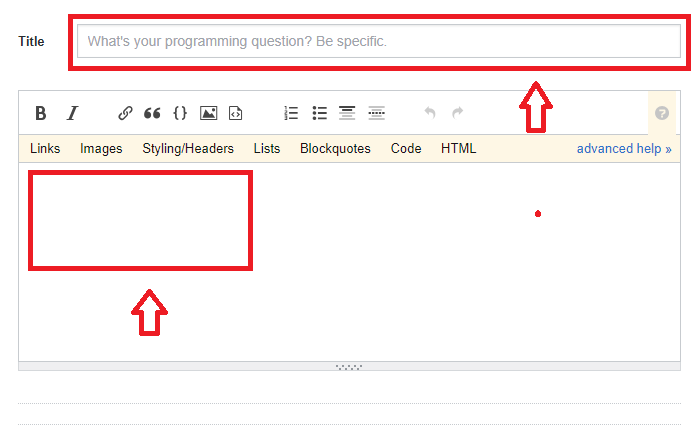 Title What's your programming question? Be specific.
B I {} ?
Links Images Styling/Headers Lists Blockquotes Code HTML advanced help »